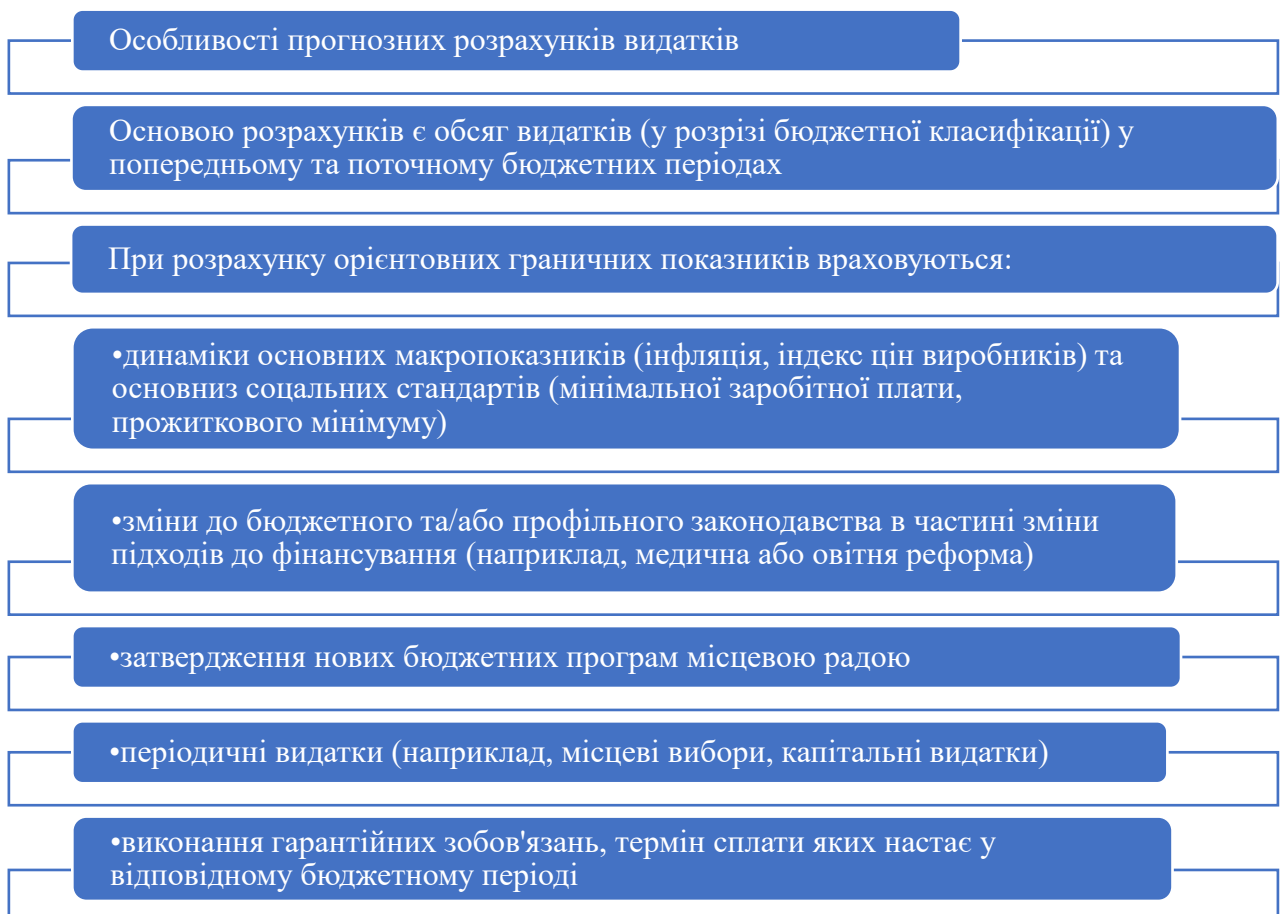 Особливості прогнозних розрахунків видатків
Основою розрахунків є обсяг видатків (у розрізі бюджетної класифікації) у
попередньому та поточному бюджетних періодах
При розрахунку орієнтовних граничних показників враховуються:
•динаміки основних макропоказників (інфляція, індекс цін виробників) та
основниз соцальних стандартів (мінімальної заробітної плати,
прожиткового мінімуму)
•зміни до бюджетного та/або профільного законодавства в частині зміни
підходів до фінансування (наприклад, медична або овітня реформа)
•затвердження нових бюджетних програм місцевою радою
•періодичні видатки (наприклад, місцеві вибори, капітальні видатки)
•виконання гарантійних зобов'язань, термін сплати яких настає у
відповідному бюджетному періоді